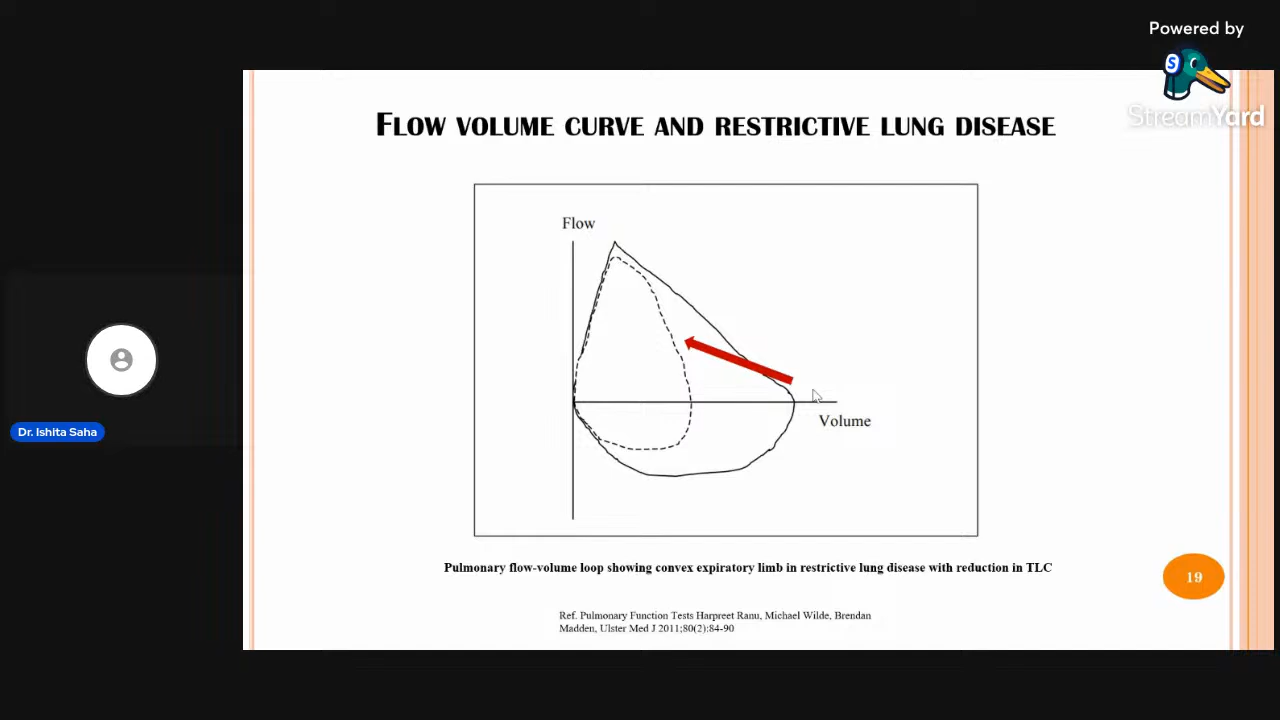 Powered by
S
StreamYard
FLOW VOLUME CURVE AND RESTRICTIVE LUNG DISEASE
Flow
Volume
Dr. Ishita Saha
Pulmonary flow-volume loop showing convex expiratory limb in restrictive lung disease with reduction in TLC
19
Ref. Pulmonary Function Tests Harpreet Ranu, Michael Wilde, Brendan
Madden, Ulster Med J 2011;80(2):84-90